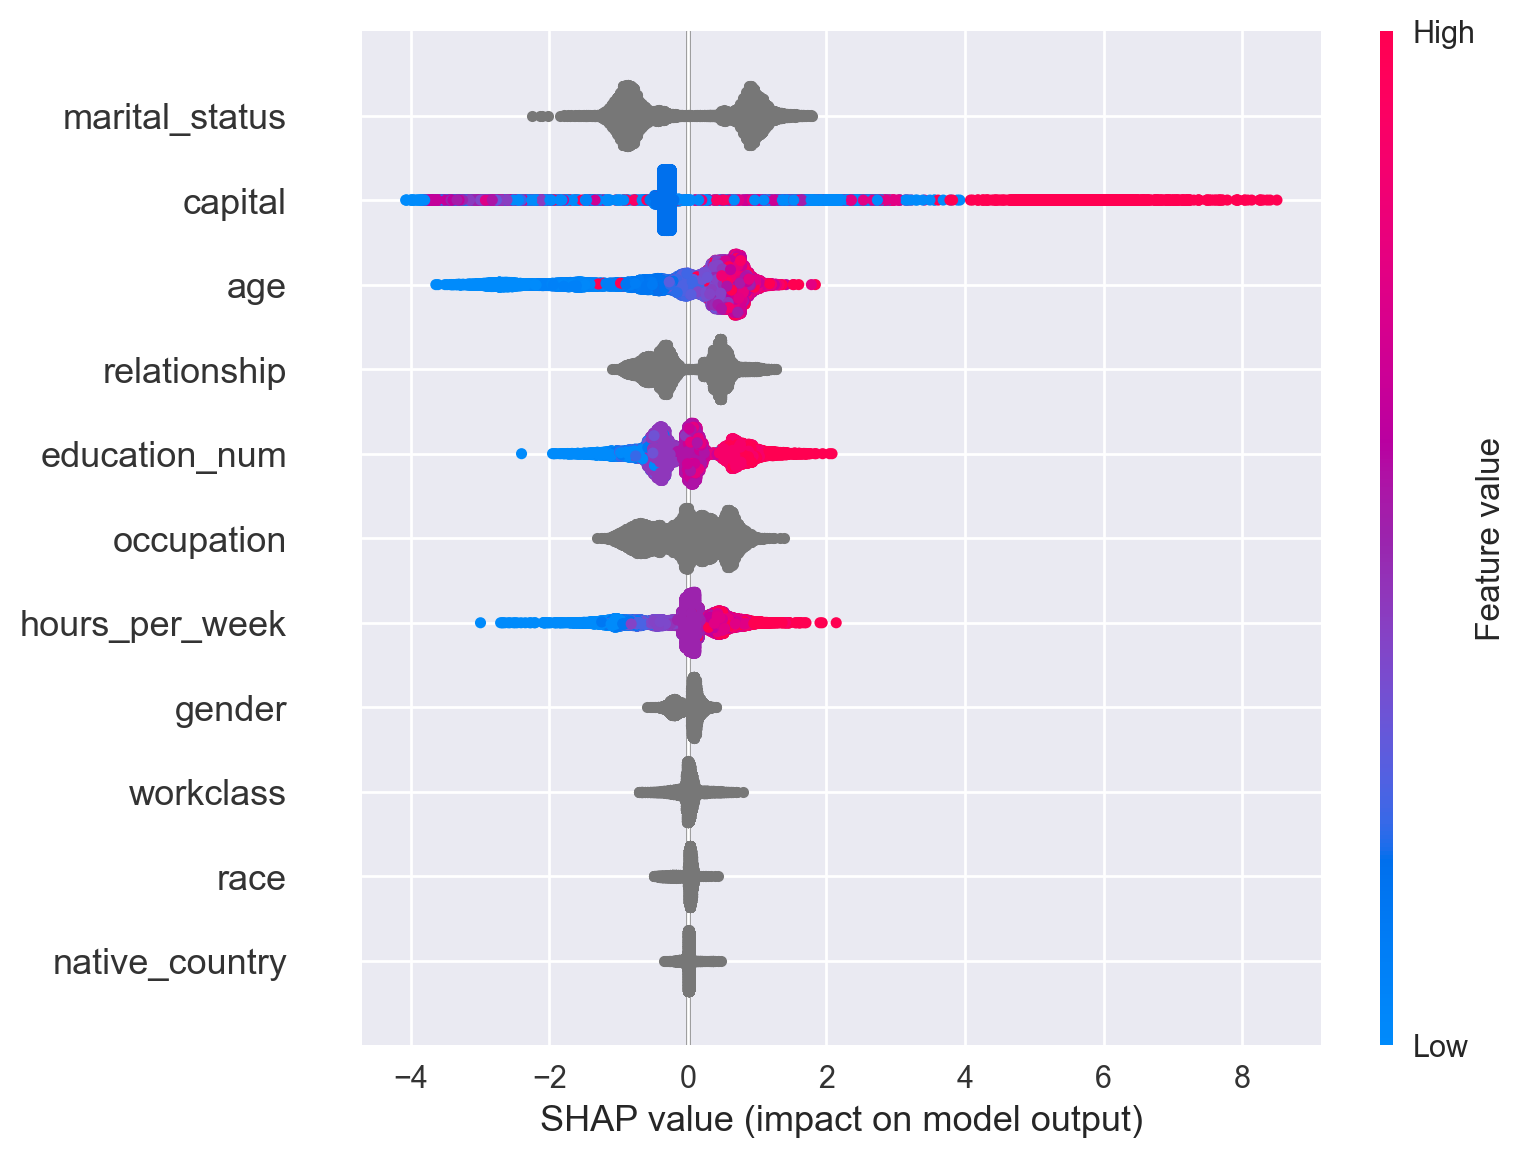 High
marital_status
capital
age
relationship
education_num
occupation
hours_per_week
gender
workclass
race
native_country
Feature value
Low
−4 −2 0 2 4 6 8
SHAP value (impact on model output)